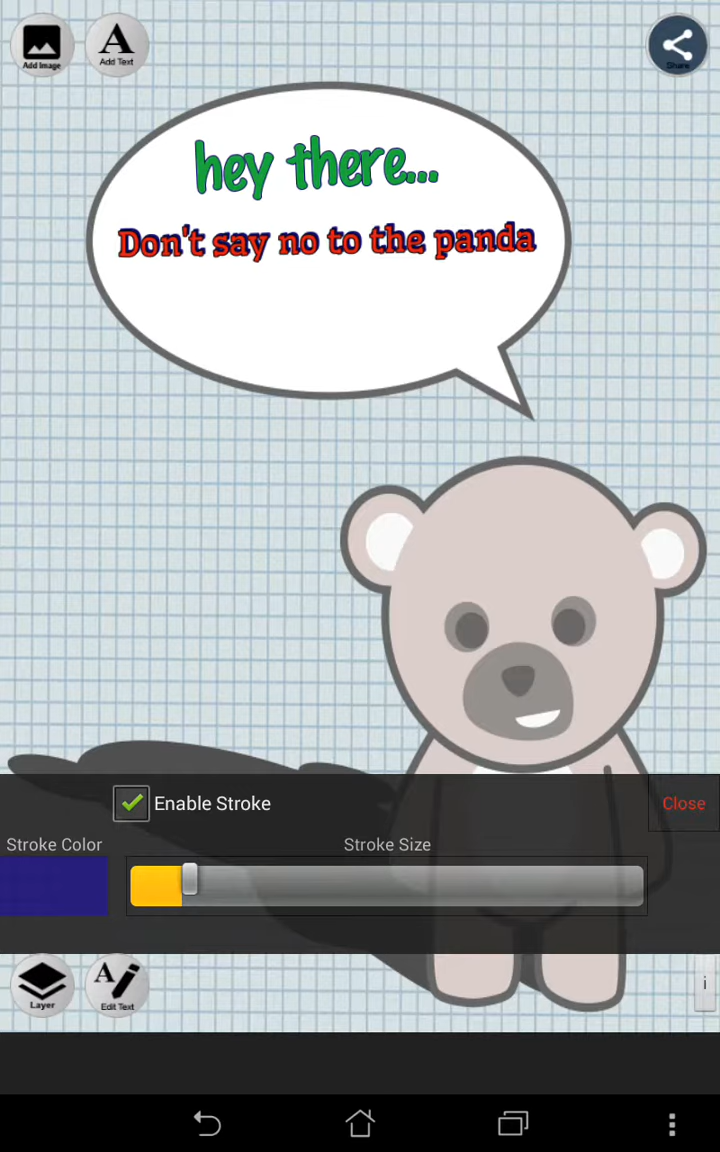 Add Image
Add Text
Share
hey there...
Don't say no to the panda
Enable Stroke
Close
Stroke Color
Stroke Size
Layer
Edit Text
i